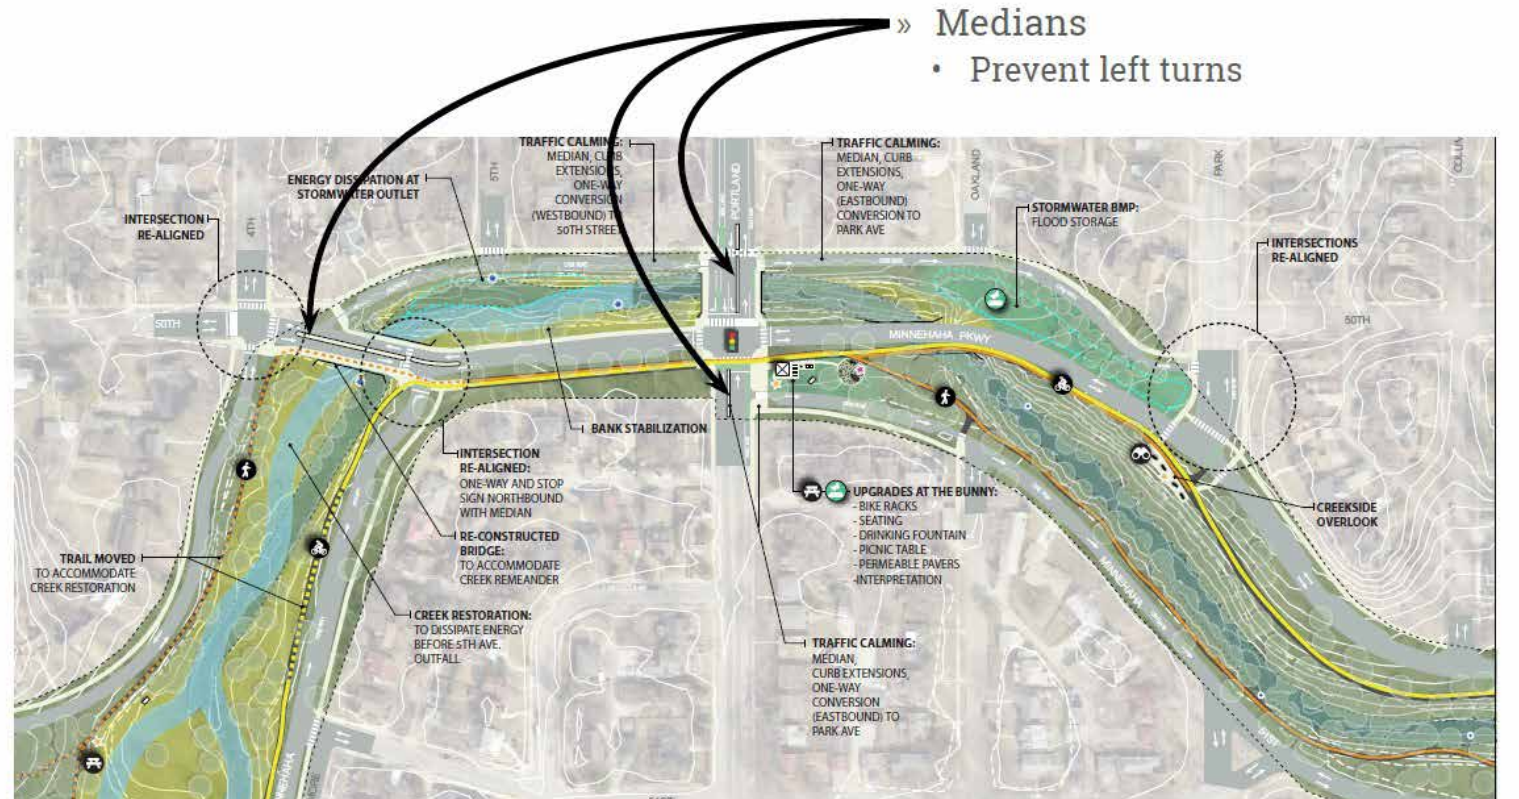 » Medians
• Prevent left turns
TRAFFIC CALMING:
MEDIAN, CURB
EXTENSIONS,
ONE-WAY
CONVERSION
(WESTBOUND) TO
50TH STREET
TRAFFIC CALMING:
MEDIAN, CURB
EXTENSIONS,
ONE-WAY
(EASTBOUND)
CONVERSION TO
PARK AVE
ENERGY DISSIPATION AT
STORMWATER OUTLET
INTERSECTION
RE-ALIGNED
4TH
5TH
PORTLAND
OAKLAND
PARK
COLUM
STORMWATER BMP:
FLOOD STORAGE
INTERSECTIONS
RE-ALIGNED
50TH
50TH
MINNEHAHA PKWY
BANK STABILIZATION
INTERSECTION
RE-ALIGNED:
ONE-WAY AND STOP
SIGN NORTHBOUND
WITH MEDIAN
RE-CONSTRUCTED
BRIDGE:
TO ACCOMMODATE
CREEK REMEANDER
UPGRADES AT THE BUNNY:
- BIKE RACKS
- SEATING
- DRINKING FOUNTAIN
- PICNIC TABLE
- PERMEABLE PAVERS
-INTERPRETATION
CREEKSIDE
OVERLOOK
TRAIL MOVED
TO ACCOMMODATE
CREEK RESTORATION
CREEK RESTORATION:
TO DISSIPATE ENERGY
BEFORE 5TH AVE.
OUTFALL
MINNEHAHA
TRAFFIC CALMING:
MEDIAN,
CURB EXTENSIONS,
ONE-WAY
CONVERSION
(EASTBOUND) TO
PARK AVE
51ST
NEHAHA